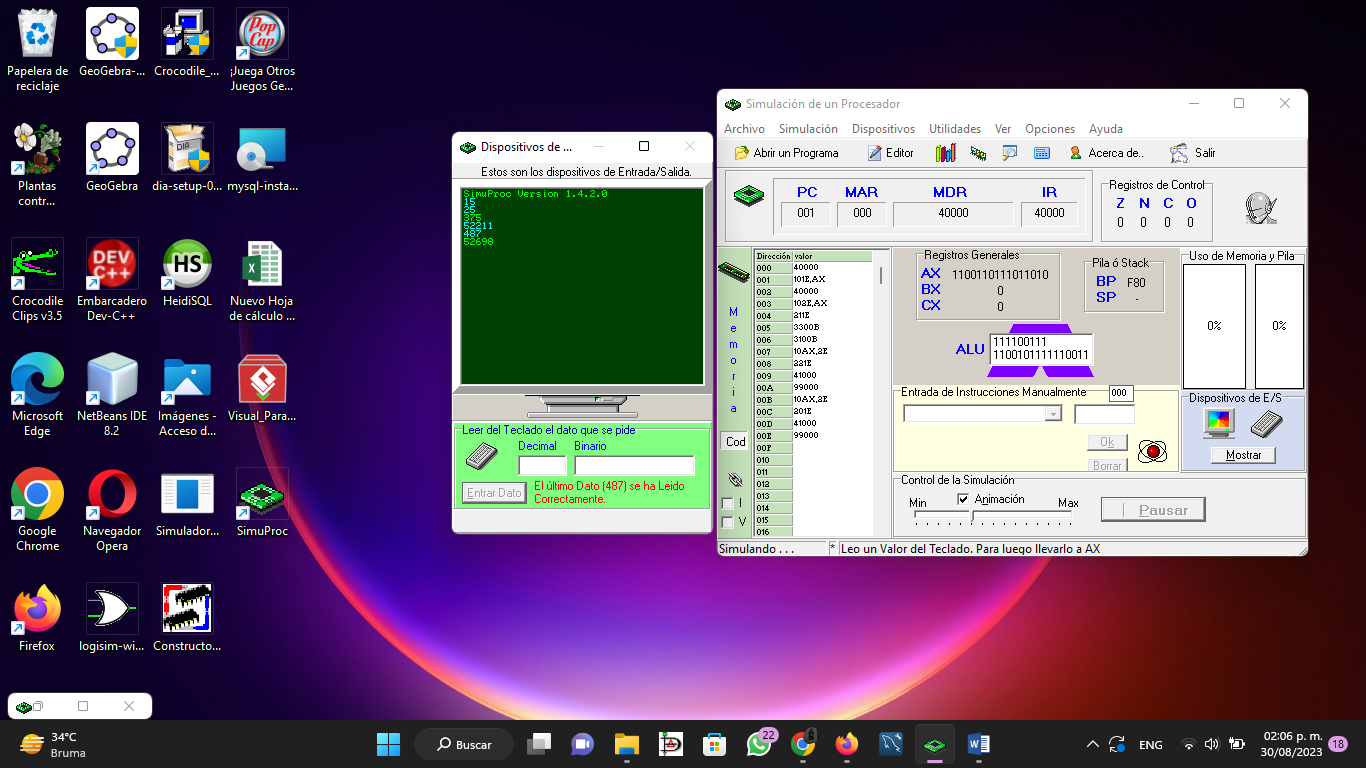 Papelera de
reciclaje
GeoGebra-...
Crocodile_...
¡Juega Otros
Juegos Ge...
Plantas
contr...
GeoGebra
dia-setup-0...
mysql-insta...
Crocodile
Clips v3.5
Embarcadero
Dev-C++
HeidiSQL
Nuevo Hoja
de cálculo ...
Microsoft
Edge
NetBeans IDE
8.2
Imágenes -
Acceso d...
Visual_Para...
Google
Chrome
Navegador
Opera
Simulador...
SimuProc
Firefox
logisim-wi...
Constructo...
Dispositivos de ...
Estos son los dispositivos de Entrada/Salida.
SimuProc Version 1.4.2.0
15
25
375
52211
487
52698
Leer del Teclado el dato que se pide
Decimal Binario
Entrar Dato
El último Dato (487) se ha Leido
Correctamente.
Simulación de un Procesador
Archivo Simulación Dispositivos Utilidades Ver Opciones Ayuda
Abrir un Programa Editor Acerca de.. Salir
PC MAR MDR IR
001 000 40000 40000
Registros de Control
Z N C O
0 0 0 0
Memoria
Cod
I
V
Dirección valor
000 40000
001 101E,AX
002 40000
003 102E,AX
004 211E
005 3300B
006 3100B
007 10AX,2E
008 221E
009 41000
00A 99000
00B 10AX,2E
00C 201E
00D 41000
00E 99000
00F
010
011
012
013
014
015
016
Registros Generales
AX 1100110111011010
BX 0
CX 0
Pila ó Stack
BP F80
SP -
ALU
111100111
1100101111110011
Uso de Memoria y Pila
0% 0%
Entrada de Instrucciones Manualmente 000
Ok
Borrar
Dispositivos de E/S
Mostrar
Control de la Simulación
Min Animación Max
Pausar
Simulando . . . * Leo un Valor del Teclado. Para luego llevarlo a AX
34°C
Bruma
Buscar
22
ENG
02:06 p. m.
30/08/2023
18